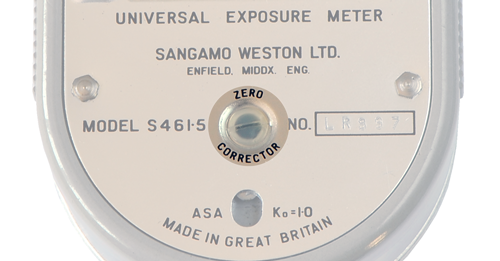 UNIVERSAL EXPOSURE METER
SANGAMO WESTON LTD.
ENFIELD, MIDDX. ENG.
ZERO
MODEL S461·5 NO.
CORRECTOR
ASA Ko=1·0
MADE IN GREAT BRITAIN